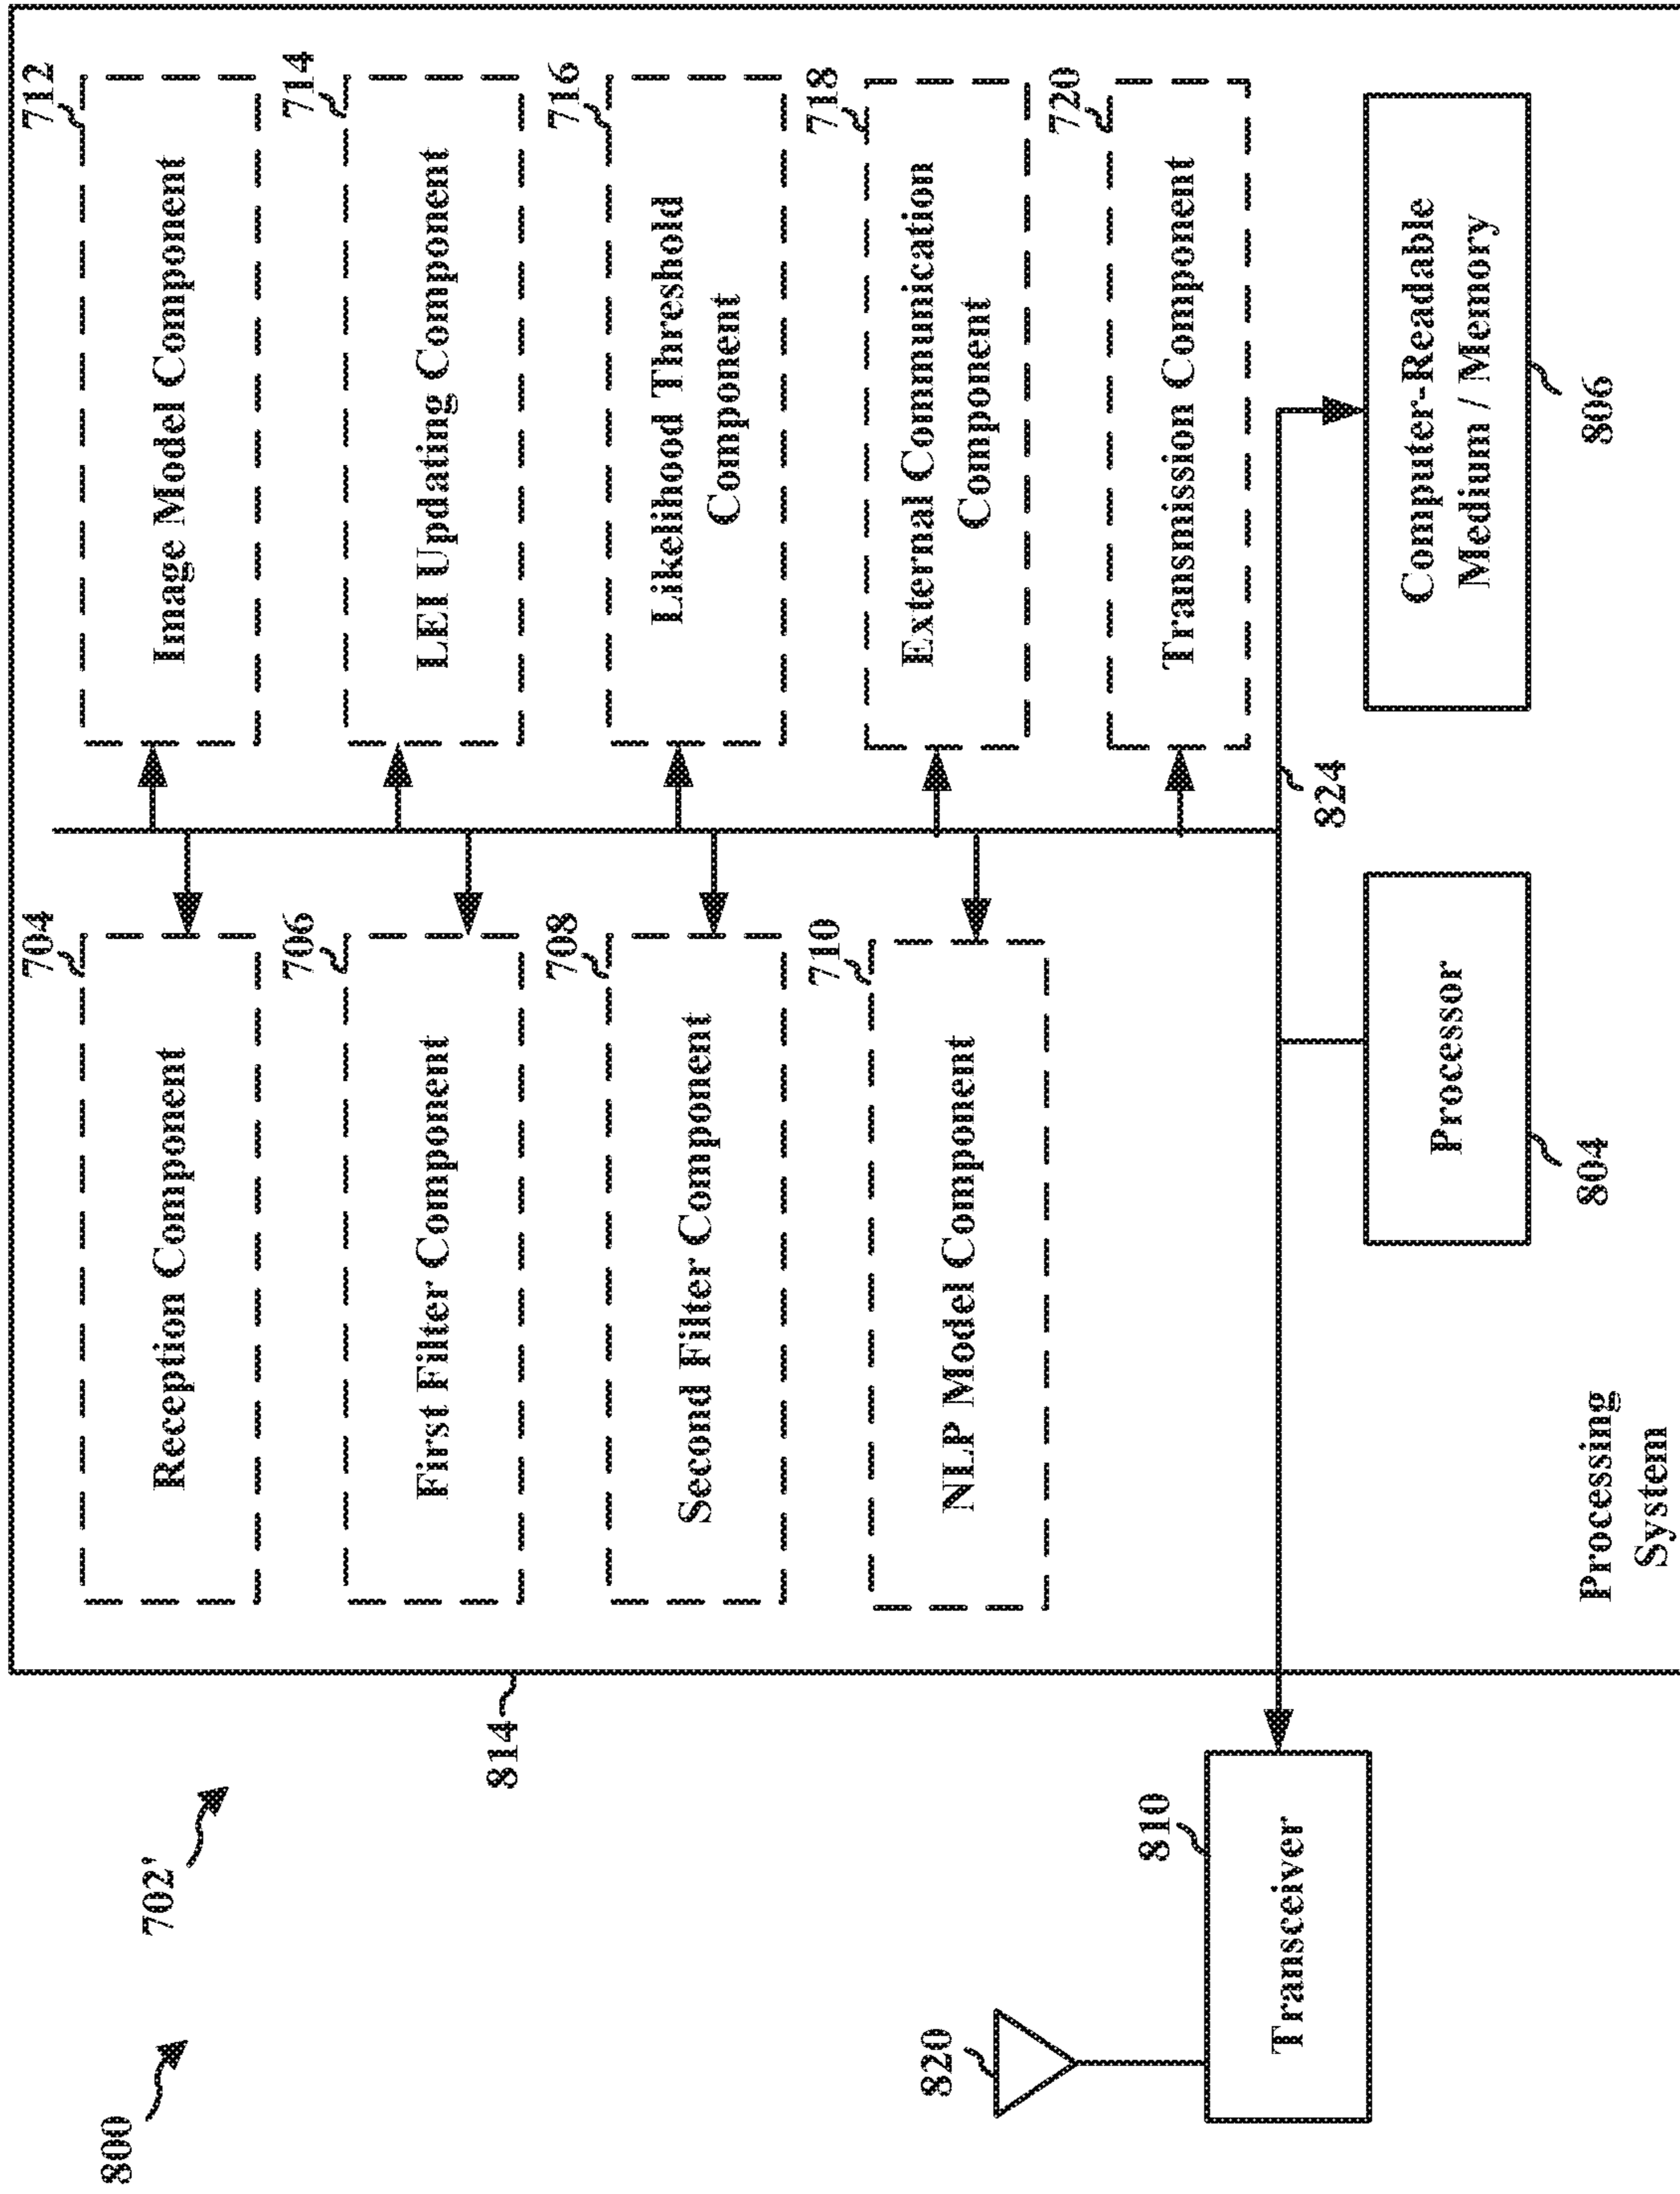 800
702'
814
704
Reception Component
712
Image Model Component
706
First Filter Component
714
LEI Updating Component
708
Second Filter Component
716
Likelihood Threshold
Component
710
NLP Model Component
718
External Communication
Component
720
Transmission Component
820
810
Transceiver
824
Processor
804
Computer-Readable
Medium / Memory
806
Processing
System